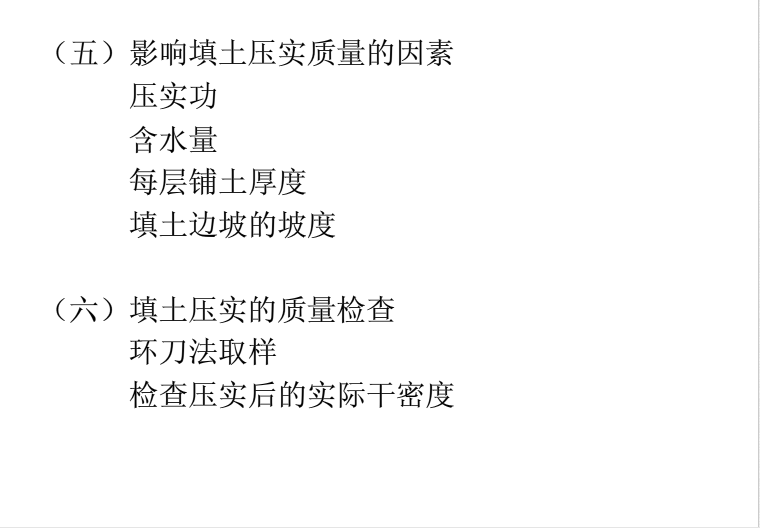 （五）影响填土压实质量的因素
压实功
含水量
每层铺土厚度
填土边坡的坡度
（六）填土压实的质量检查
环刀法取样
检查压实后的实际干密度